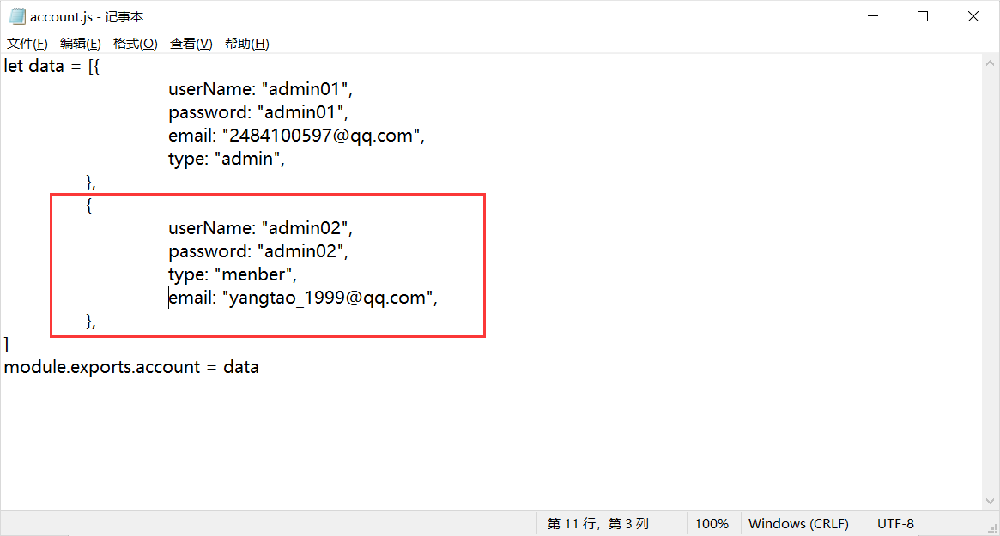 account.js - 记事本
文件(F) 编辑(E) 格式(O) 查看(V) 帮助(H)
let data = [{
userName: "admin01",
password: "admin01",
email: "2484100597@qq.com",
type: "admin",
},
{
userName: "admin02",
password: "admin02",
type: "menber",
email: "yangtao_1999@qq.com",
},
]
module.exports.account = data
第 11 行，第 3 列 100% Windows (CRLF) UTF-8